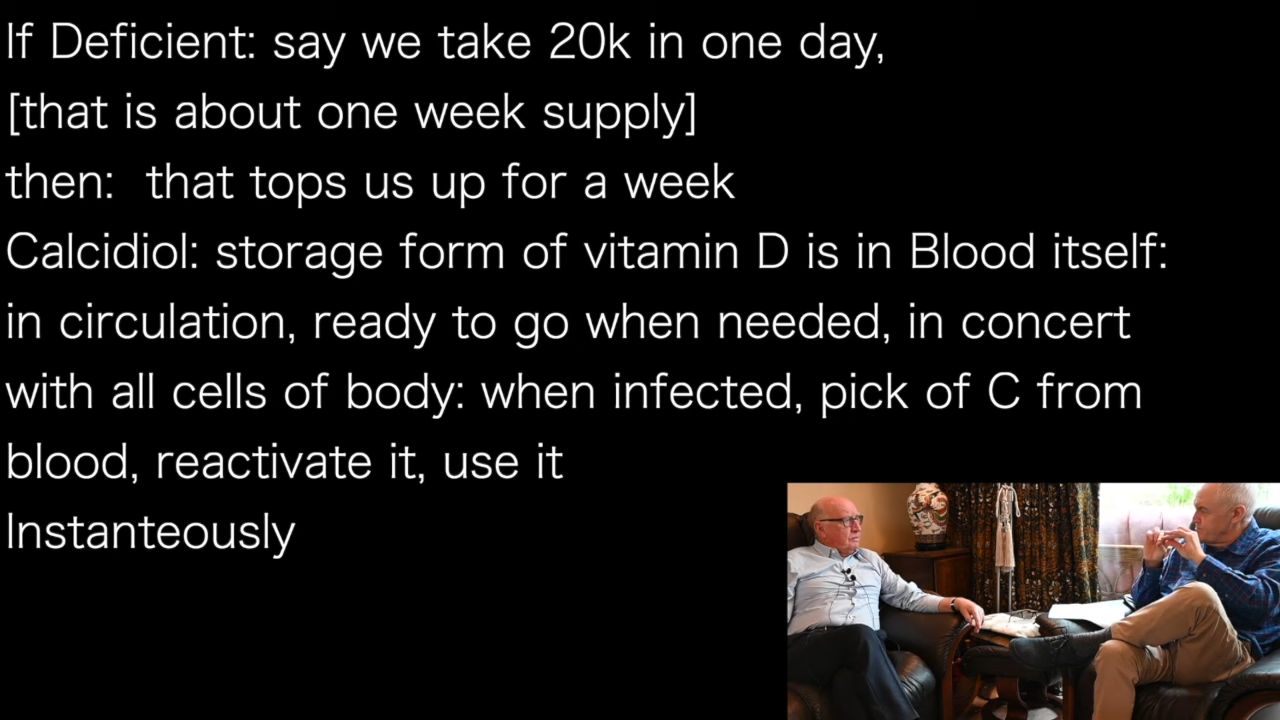 If Deficient: say we take 20k in one day,
[that is about one week supply]
then:  that tops us up for a week
Calcidiol: storage form of vitamin D is in Blood itself:
in circulation, ready to go when needed, in concert
with all cells of body: when infected, pick of C from
blood, reactivate it, use it
Instanteously